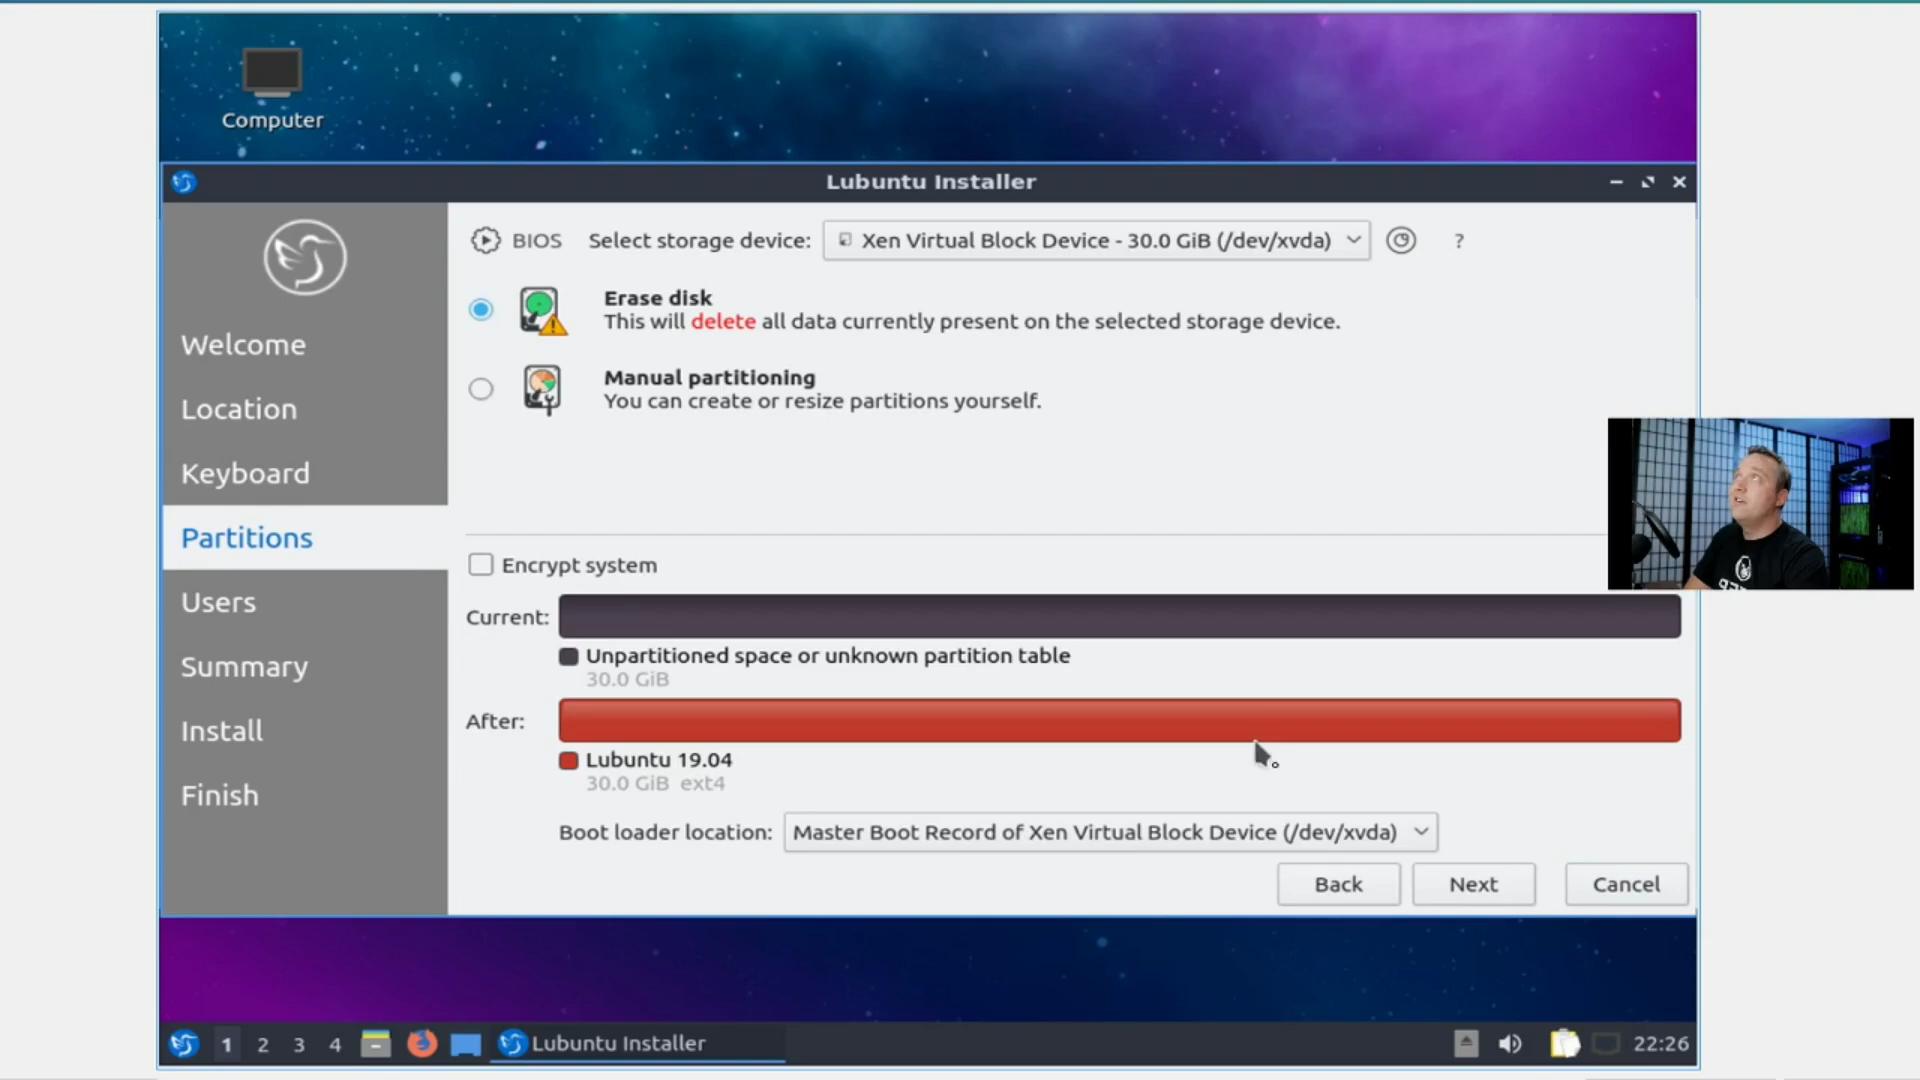 Computer
Lubuntu Installer
BIOS Select storage device: Xen Virtual Block Device - 30.0 GiB (/dev/xvda) ?
Erase disk
This will delete all data currently present on the selected storage device.
Manual partitioning
You can create or resize partitions yourself.
Welcome
Location
Keyboard
Partitions
Users
Summary
Install
Finish
Encrypt system
Current:
Unpartitioned space or unknown partition table
30.0 GiB
After:
Lubuntu 19.04
30.0 GiB ext4
Boot loader location: Master Boot Record of Xen Virtual Block Device (/dev/xvda)
Back Next Cancel
1 2 3 4 Lubuntu Installer 22:26